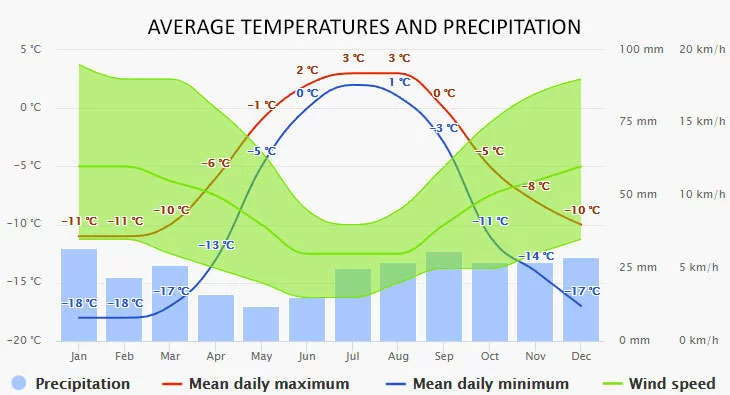 AVERAGE TEMPERATURES AND PRECIPITATION
5 °C 100 mm 20 km/h
3 °C 3 °C
2 °C
0 °C 1 °C
0 °C -1 °C 0 °C 75 mm 15 km/h
-3 °C
-5 °C -5 °C
-5 °C -6 °C 50 mm 10 km/h
-8 °C
-10 °C -10 °C
-10 °C -11 °C -11 °C -11 °C
-13 °C -14 °C
-15 °C 25 mm 5 km/h
-18 °C -18 °C -17 °C -17 °C
-20 °C 0 mm 0 km/h
Jan Feb Mar Apr May Jun Jul Aug Sep Oct Nov Dec
Precipitation Mean daily maximum Mean daily minimum Wind speed